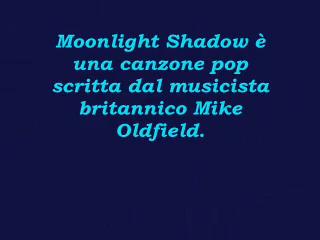 Moonlight Shadow è
una canzone pop
scritta dal musicista
britannico Mike
Oldfield.